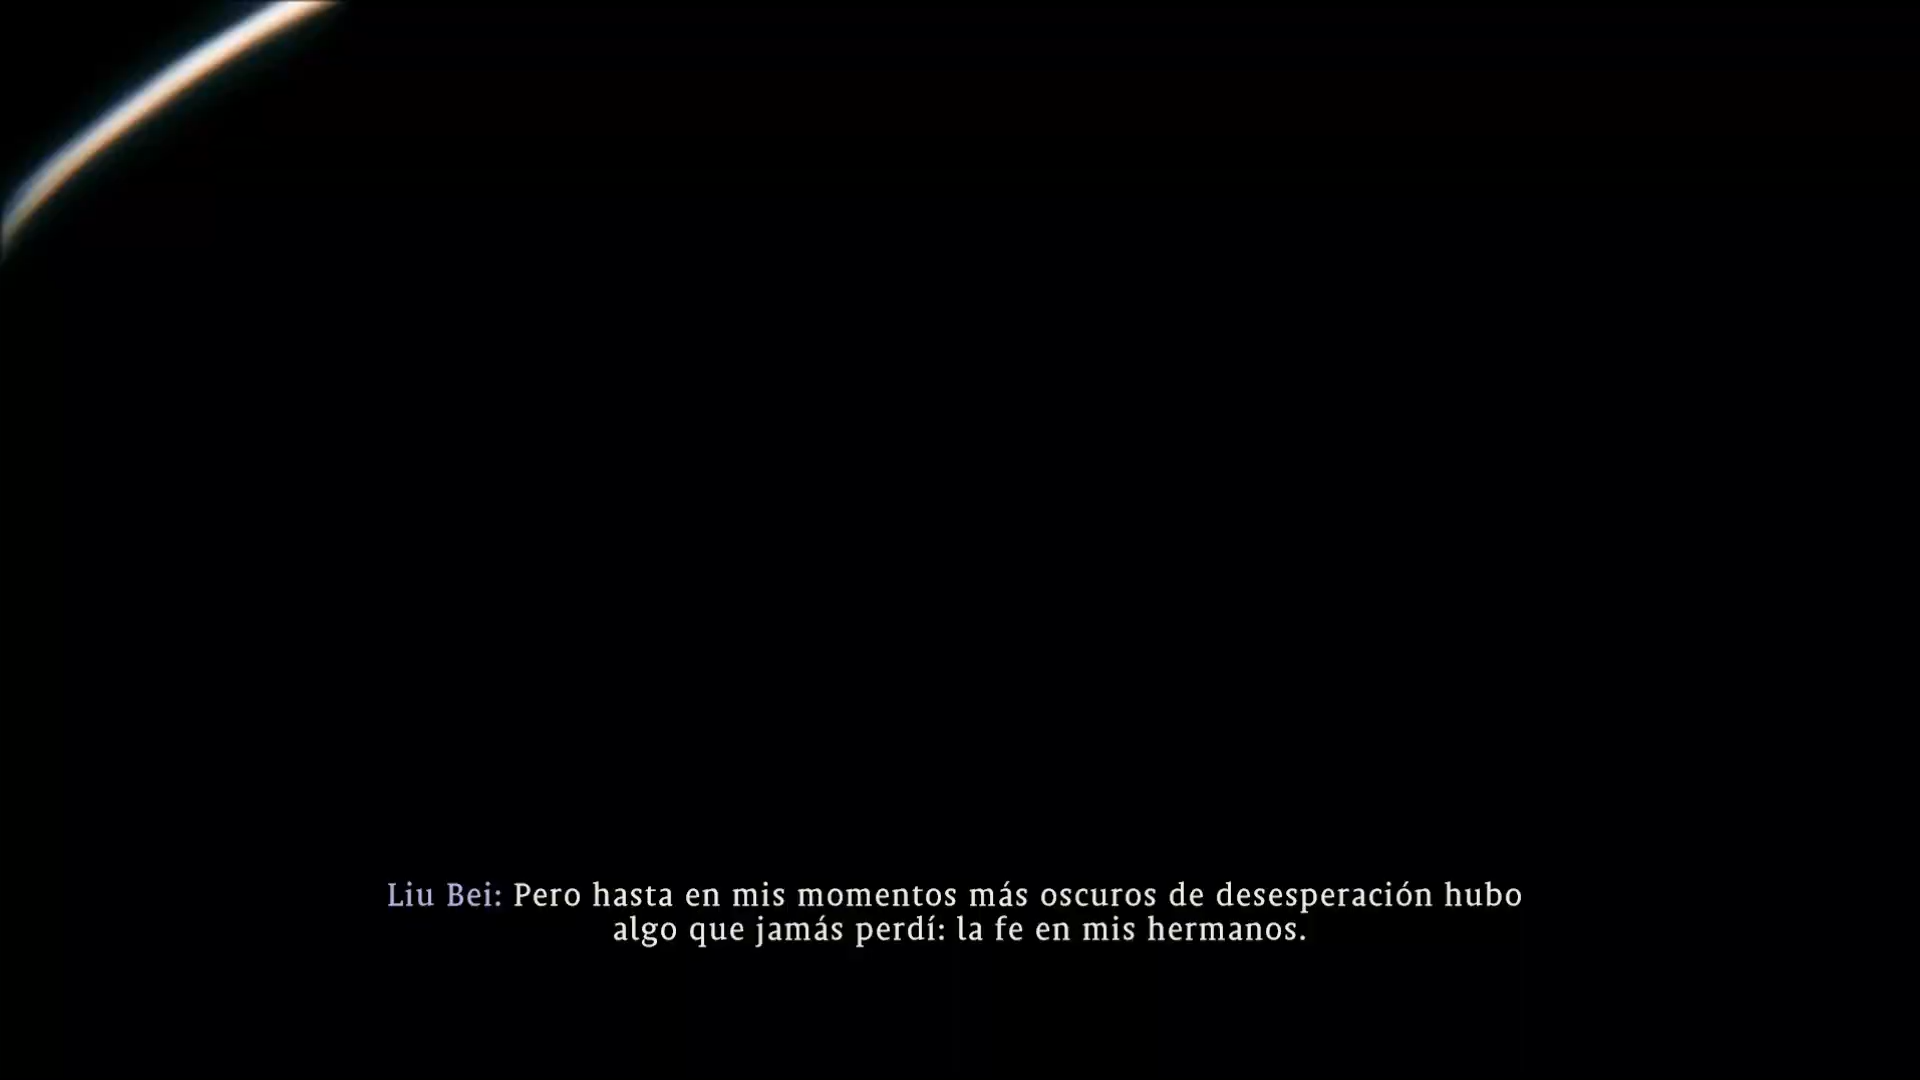 Liu Bei: Pero hasta en mis momentos más oscuros de desesperación hubo
algo que jamás perdí: la fe en mis hermanos.